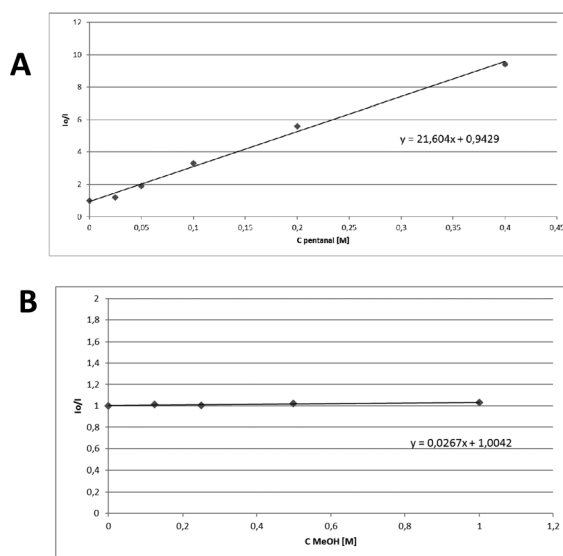 A
12
10
8
6
4
2
0
Io/I
y = 21,604x + 0,9429
0 0,05 0,1 0,15 0,2 0,25 0,3 0,35 0,4 0,45
C pentanal [M]
B
2
1,8
1,6
1,4
1,2
1
0,8
0,6
0,4
0,2
0
Io/I
y = 0,0267x + 1,0042
0 0,2 0,4 0,6 0,8 1 1,2
C MeOH [M]